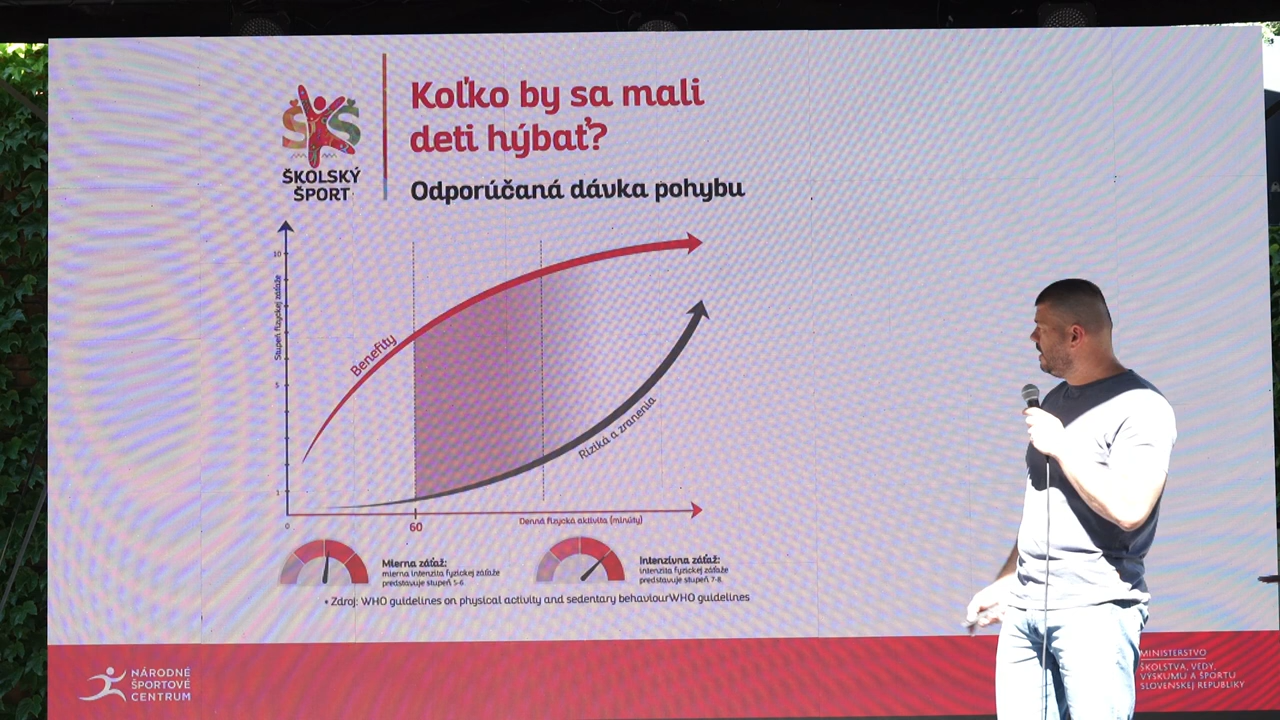 Koľko by sa mali
deti hýbať?
ŠŠ
ŠKOLSKÝ
ŠPORT
Odporúčaná dávka pohybu
10
Stupeň fyzickej záťaže
5
1
0
Benefity
Riziká a zranenia
60
Denná fyzická aktivita (minúty)
Mierna záťaž:
mierna intenzita fyzickej záťaže
predstavuje stupeň 5-6.
Intenzívna záťaž:
intenzita fyzickej záťaže
predstavuje stupeň 7-8.
• Zdroj: WHO guidelines on physical activity and sedentary behaviourWHO guidelines
NÁRODNÉ
ŠPORTOVÉ
CENTRUM
MINISTERSTVO
ŠKOLSTVA, VEDY,
VÝSKUMU A ŠPORTU
SLOVENSKEJ REPUBLIKY